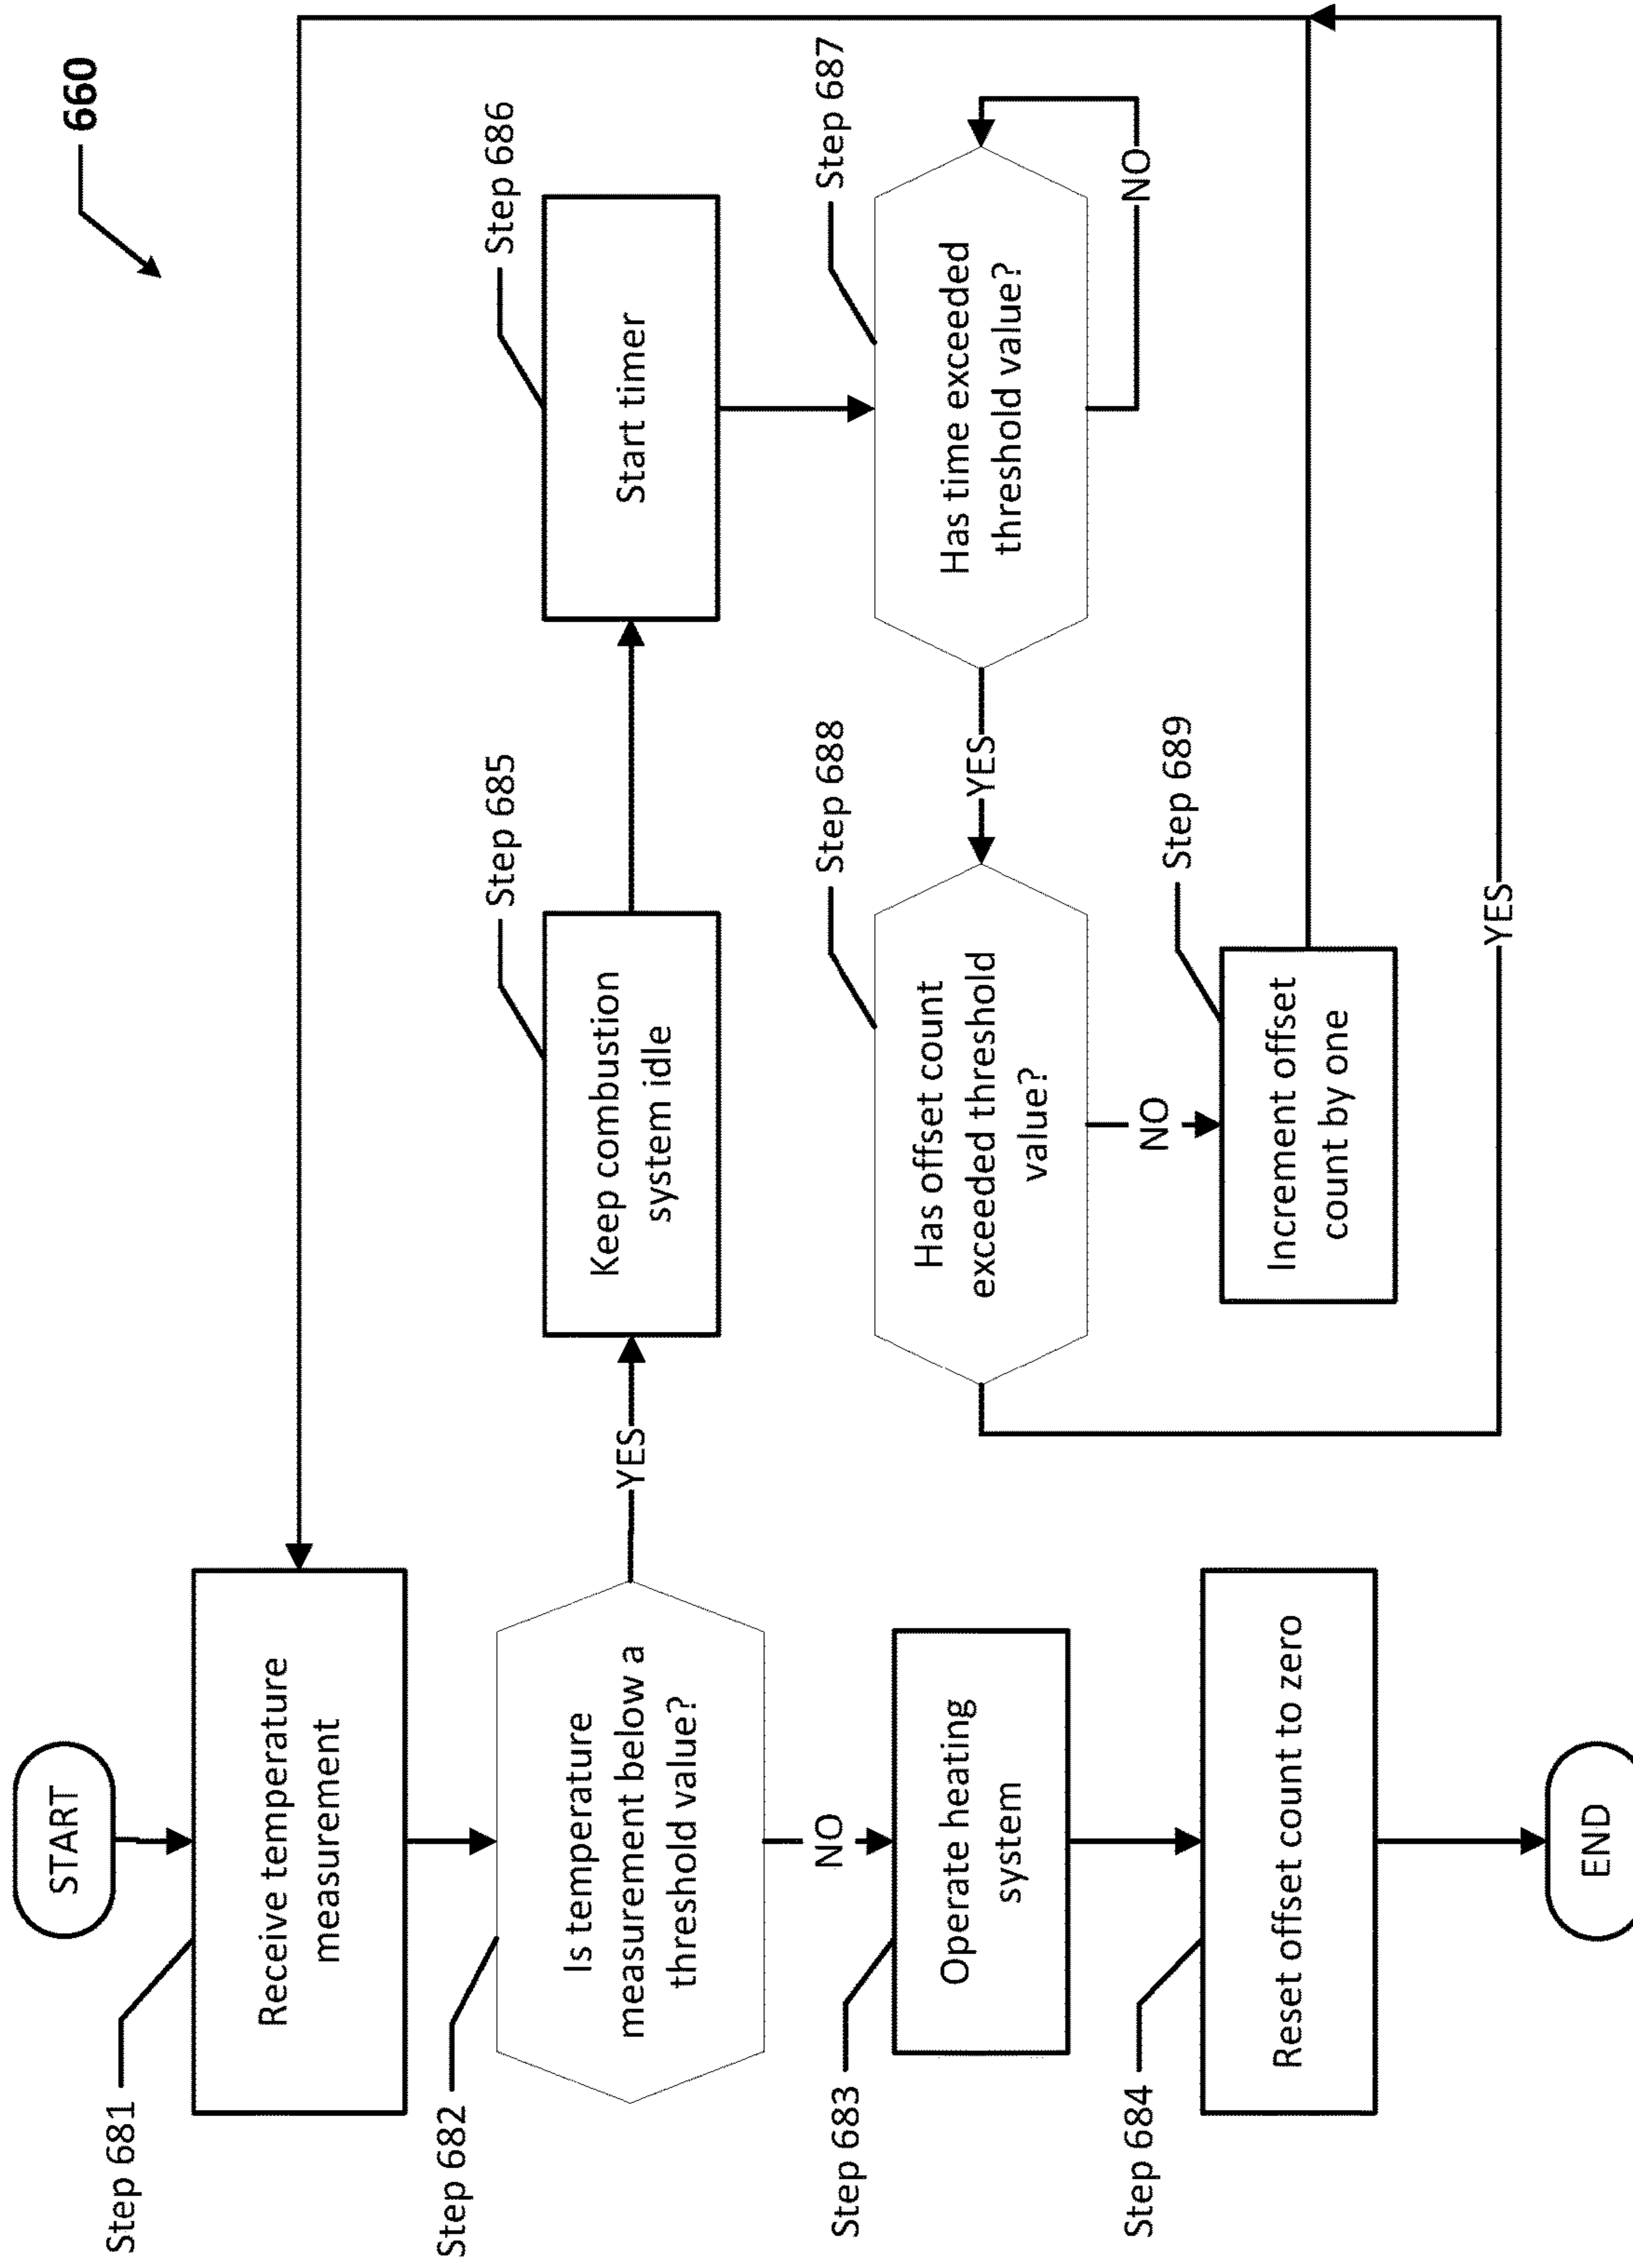 660
START
Step 681
Receive temperature
measurement
Step 682
Is temperature
measurement below a
threshold value?
YES
NO
Step 683
Operate heating
system
Step 684
Reset offset count to zero
END
Step 685
Keep combustion
system idle
Step 686
Start timer
Step 687
Has time exceeded
threshold value?
NO
YES
Step 688
Has offset count
exceeded threshold
value?
NO
Step 689
Increment offset
count by one
YES